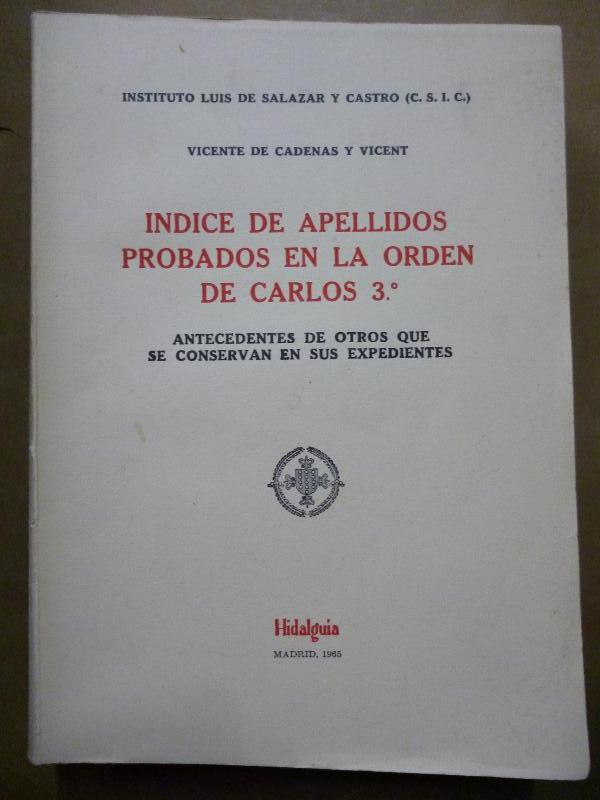 INSTITUTO LUIS DE SALAZAR Y CASTRO (C. S. I. C.)
VICENTE DE CADENAS Y VICENT
INDICE DE APELLIDOS
PROBADOS EN LA ORDEN
DE CARLOS 3.°
ANTECEDENTES DE OTROS QUE
SE CONSERVAN EN SUS EXPEDIENTES
Hidalguia
MADRID, 1965